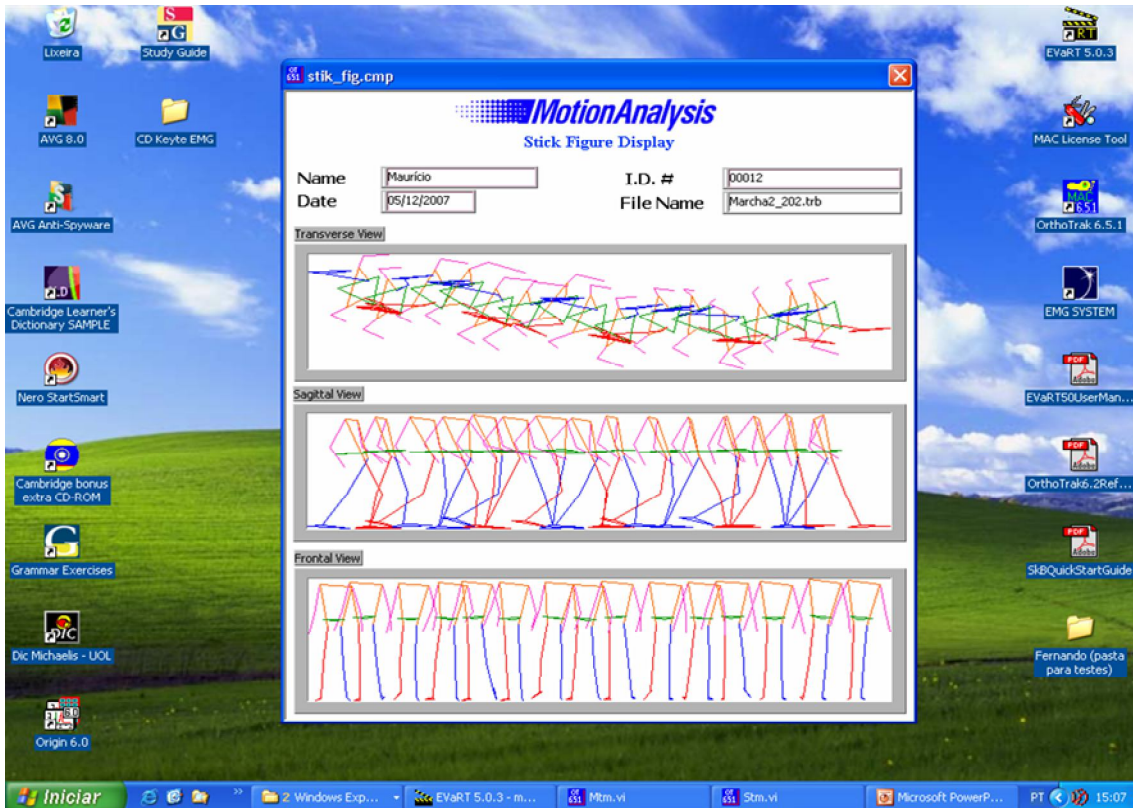 Lixeira
Study Guide
AVG 8.0
CD Keyte EMG
AVG Anti-Spyware
Cambridge Learner's
Dictionary SAMPLE
Nero StartSmart
Cambridge bonus
extra CD-ROM
Grammar Exercises
Dic Michaelis - UOL
Origin 6.0
stik_fig.cmp
MotionAnalysis
Stick Figure Display
Name Maurício I.D. # 00012
Date 05/12/2007 File Name Marcha2_202.trb
Transverse View
Sagittal View
Frontal View
EVaRT 5.0.3
MAC License Tool
OrthoTrak 6.5.1
EMG SYSTEM
EVaRT50UserMan...
OrthoTrak6.2Ref...
SkBQuickStartGuide
Fernando (pasta
para testes)
Iniciar
2 Windows Exp...
EVaRT 5.0.3 - m...
Mtm.vi
Stm.vi
Microsoft PowerP...
PT
15:07